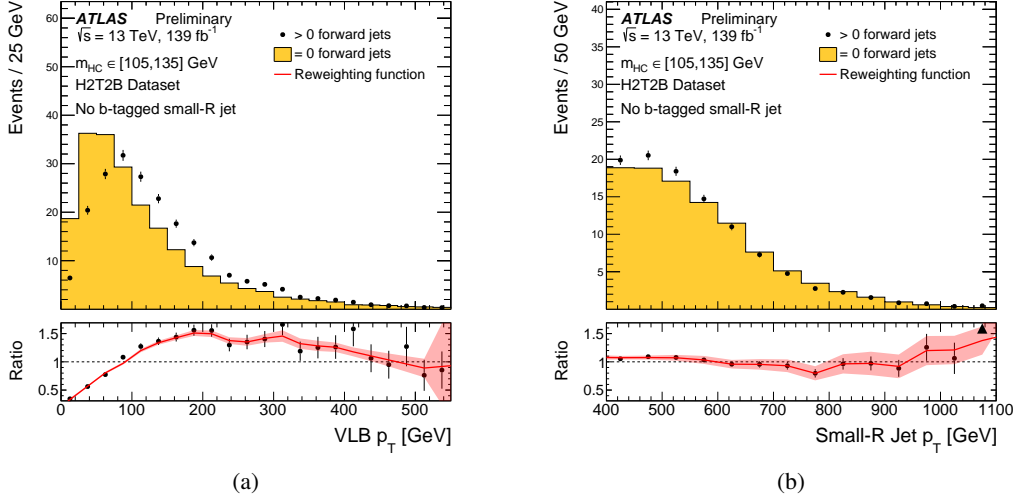 ATLAS Preliminary
√s = 13 TeV, 139 fb⁻¹
m_HC ∈ [105,135] GeV
H2T2B Dataset
No b-tagged small-R jet
> 0 forward jets
= 0 forward jets
Reweighting function
Events / 25 GeV
60
50
40
30
20
10
Ratio
1.5
1
0.5
0 100 200 300 400 500
VLB p_T [GeV]
(a)
ATLAS Preliminary
√s = 13 TeV, 139 fb⁻¹
m_HC ∈ [105,135] GeV
H2T2B Dataset
No b-tagged small-R jet
> 0 forward jets
= 0 forward jets
Reweighting function
Events / 50 GeV
40
35
30
25
20
15
10
5
Ratio
1.5
1
0.5
400 500 600 700 800 900 1000 1100
Small-R Jet p_T [GeV]
(b)